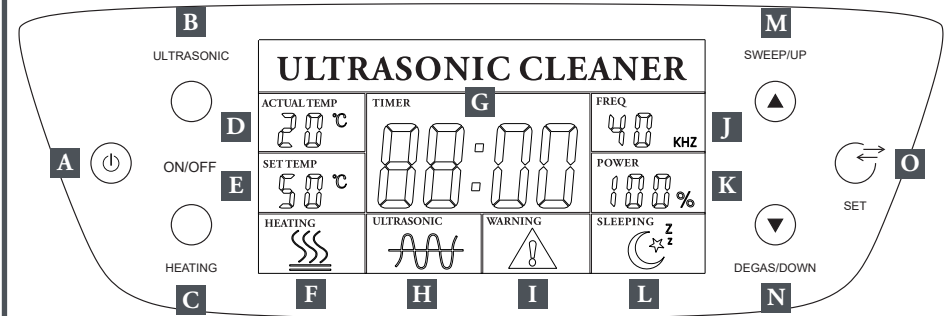 B
M
ULTRASONIC
SWEEP/UP
ULTRASONIC CLEANER
ACTUAL TEMP
TIMER
G
FREQ
D
20 ℃
88:00
40 KHZ
J
A
ON/OFF
E
SET TEMP
50 ℃
POWER
100 %
K
O
SET
HEATING
ULTRASONIC
WARNING
SLEEPING
Z
z
HEATING
DEGAS/DOWN
C
F
H
I
L
N